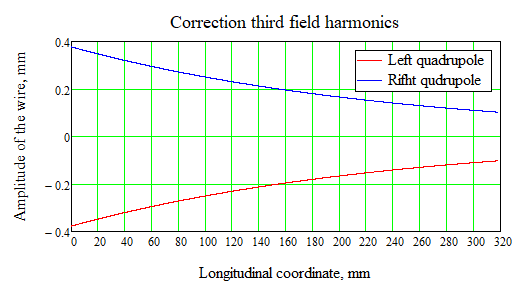 Correction third field harmonics
Left quadrupole
Rifht qudrupole
Amplitude of the wire, mm
0.4
0.2
0
− 0.2
− 0.4
0 20 40 60 80 100 120 140 160 180 200 220 240 260 280 300 320
Longitudinal coordinate, mm